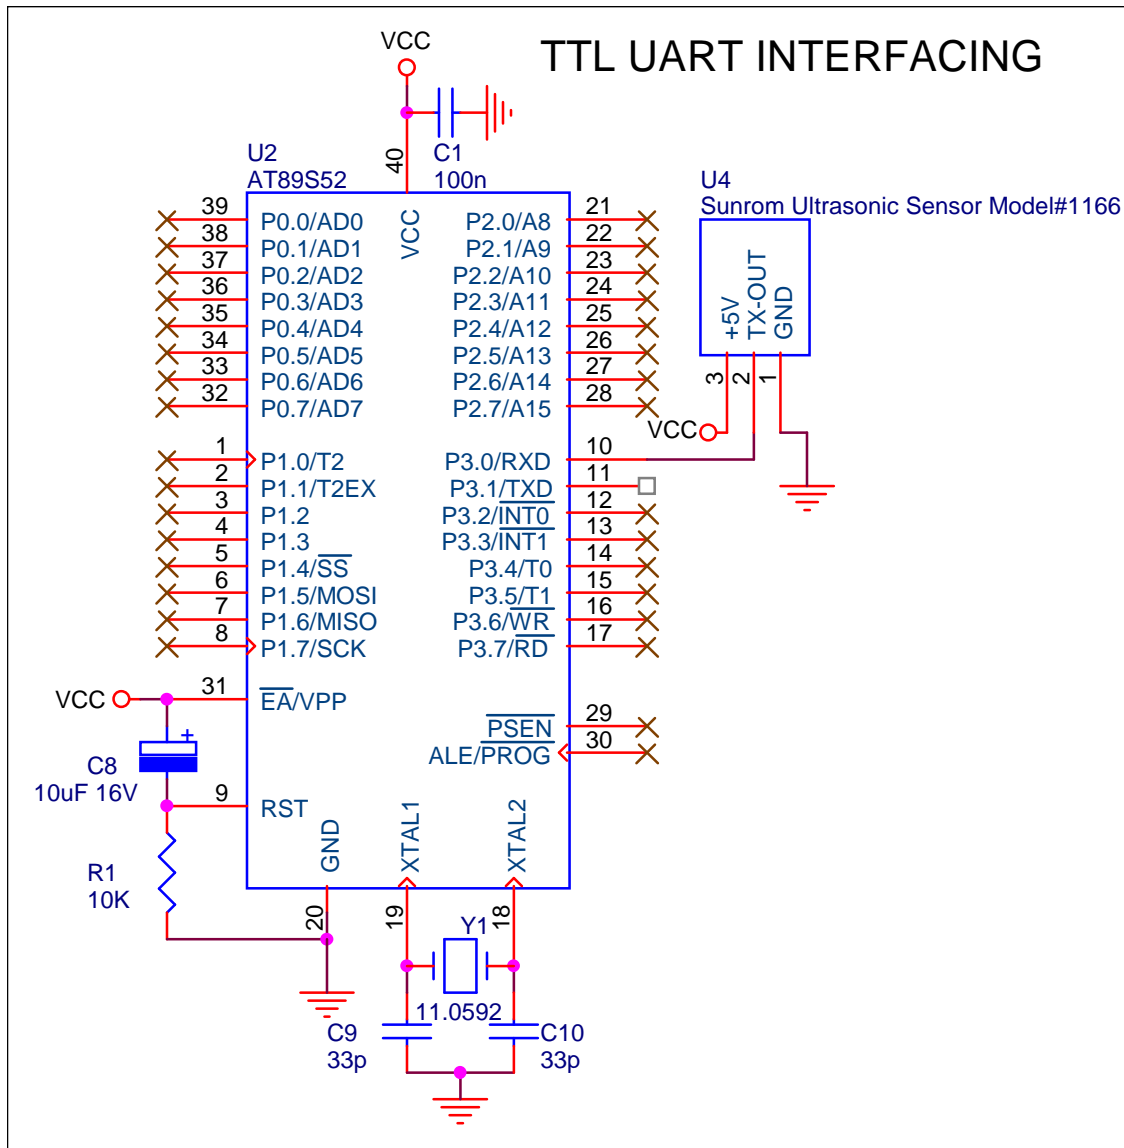 TTL UART INTERFACING
VCC
C1
100n
40
U2
AT89S52
VCC
39 P0.0/AD0
38 P0.1/AD1
37 P0.2/AD2
36 P0.3/AD3
35 P0.4/AD4
34 P0.5/AD5
33 P0.6/AD6
32 P0.7/AD7
1 P1.0/T2
2 P1.1/T2EX
3 P1.2
4 P1.3
5 P1.4/SS
6 P1.5/MOSI
7 P1.6/MISO
8 P1.7/SCK
VCC
31 EA/VPP
C8
+
10uF 16V
9 RST
R1
10K
P2.0/A8 21
P2.1/A9 22
P2.2/A10 23
P2.3/A11 24
P2.4/A12 25
P2.5/A13 26
P2.6/A14 27
P2.7/A15 28
P3.0/RXD 10
P3.1/TXD 11
P3.2/INT0 12
P3.3/INT1 13
P3.4/T0 14
P3.5/T1 15
P3.6/WR 16
P3.7/RD 17
PSEN 29
ALE/PROG 30
GND
20
XTAL1
19
XTAL2
18
Y1
11.0592
C9
33p
C10
33p
U4
Sunrom Ultrasonic Sensor Model#1166
+5V
TX-OUT
GND
3
2
1
VCC